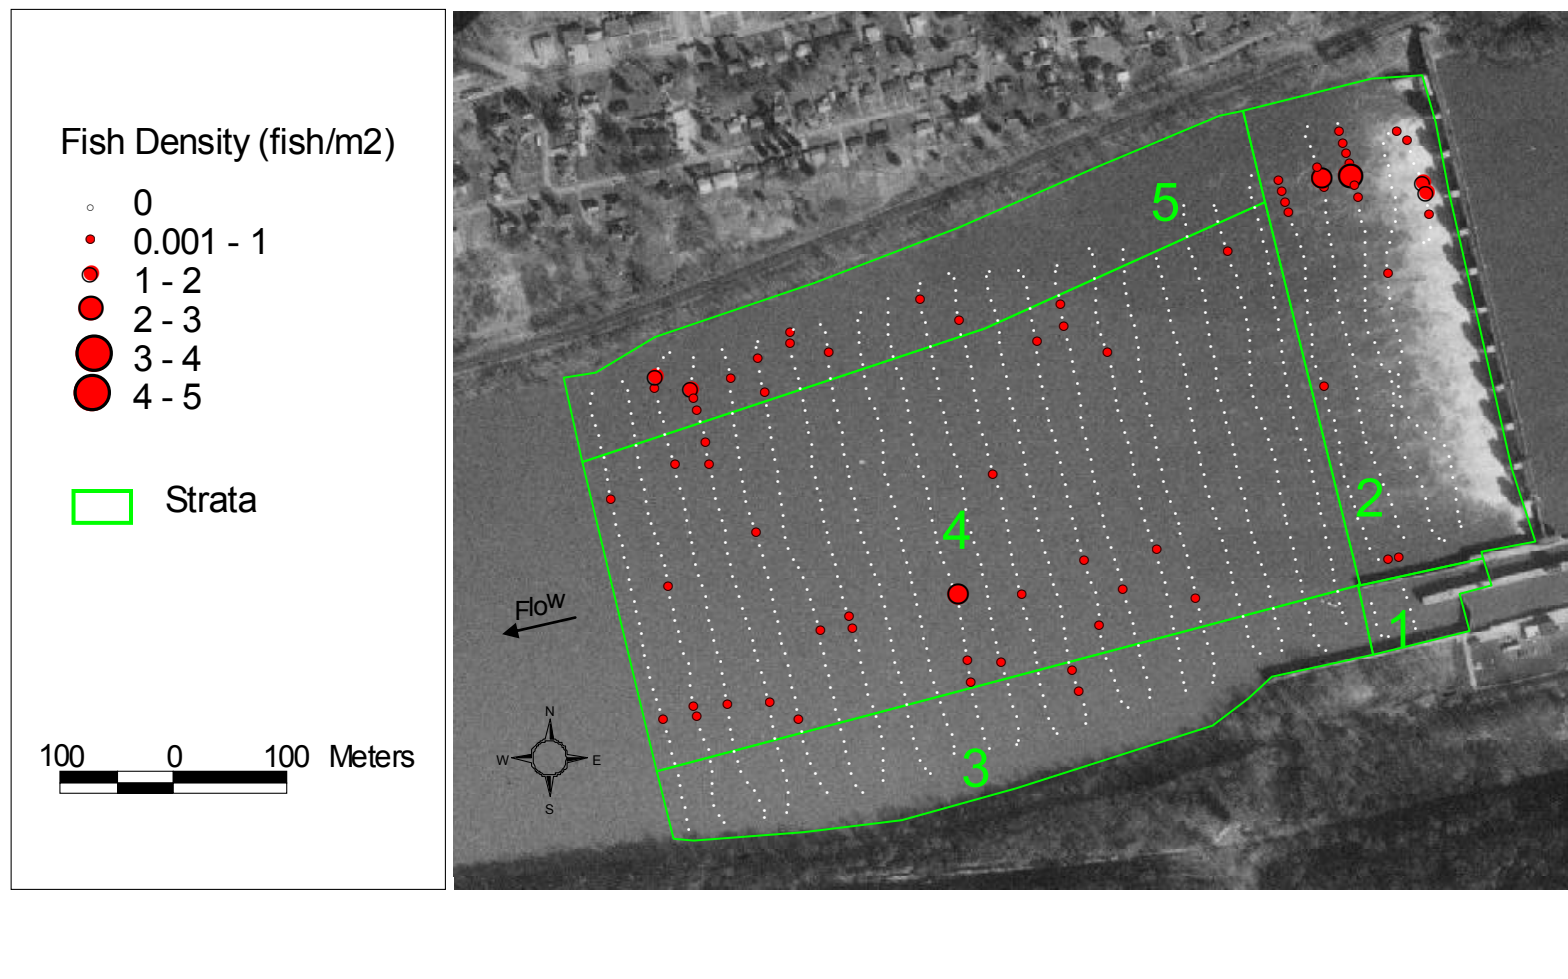 Fish Density (fish/m2)
0
0.001 - 1
1 - 2
2 - 3
3 - 4
4 - 5
Strata
100 0 100 Meters
5
2
4
1
3
Flow
N
W E
S